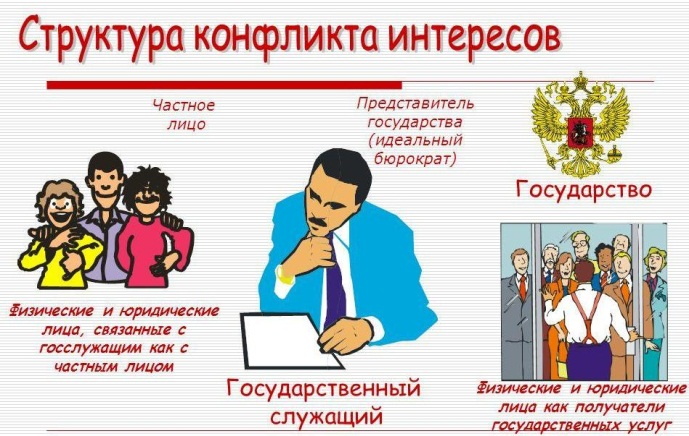 Структура конфликта интересов
Частное
лицо
Представитель
государства
(идеальный
бюрократ)
Государство
Физические и юридические
лица, связанные с
госслужащим как с
частным лицом
Государственный
служащий
Физические и юридические
лица как получатели
государственных услуг